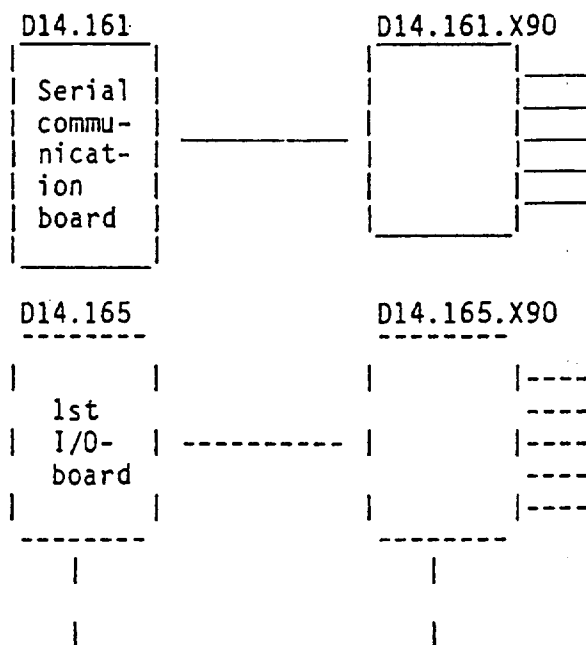 D14.161
D14.161.X90
Serial
commu-
nicat-
ion
board
D14.165
D14.165.X90
1st
I/O-
board